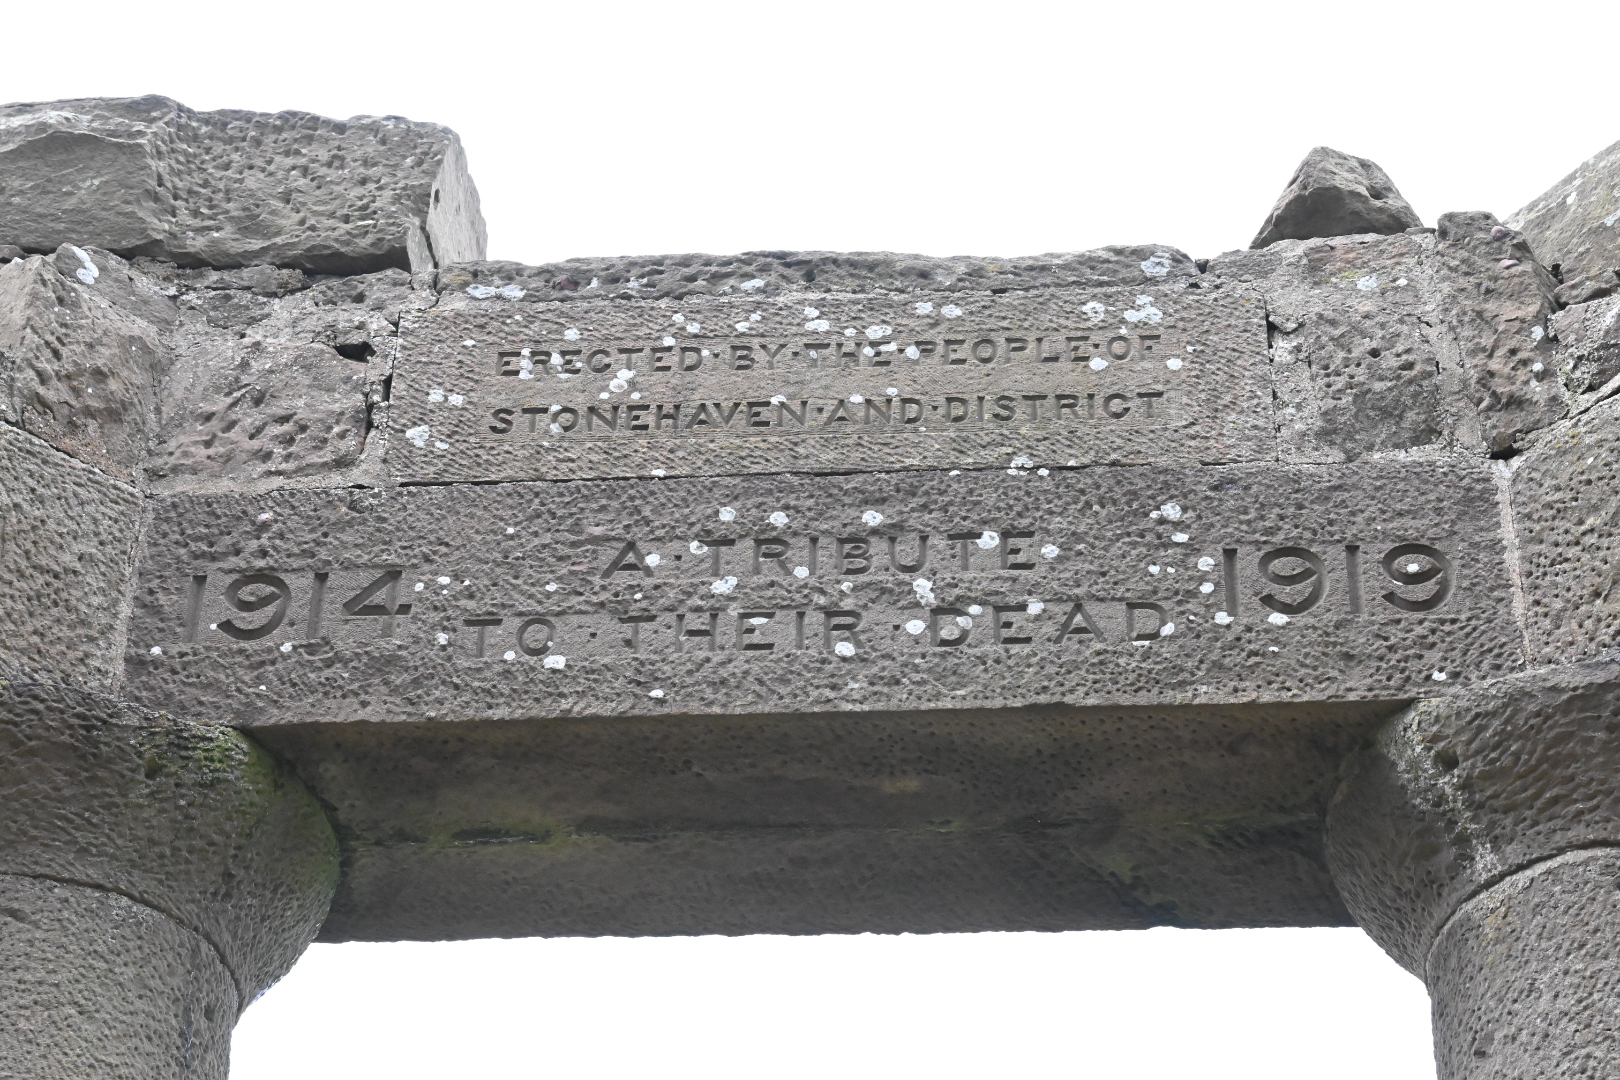 ERECTED·BY·THE·PEOPLE·OF
STONEHAVEN·AND·DISTRICT
1914 A·TRIBUTE 1919
TO·THEIR·DEAD